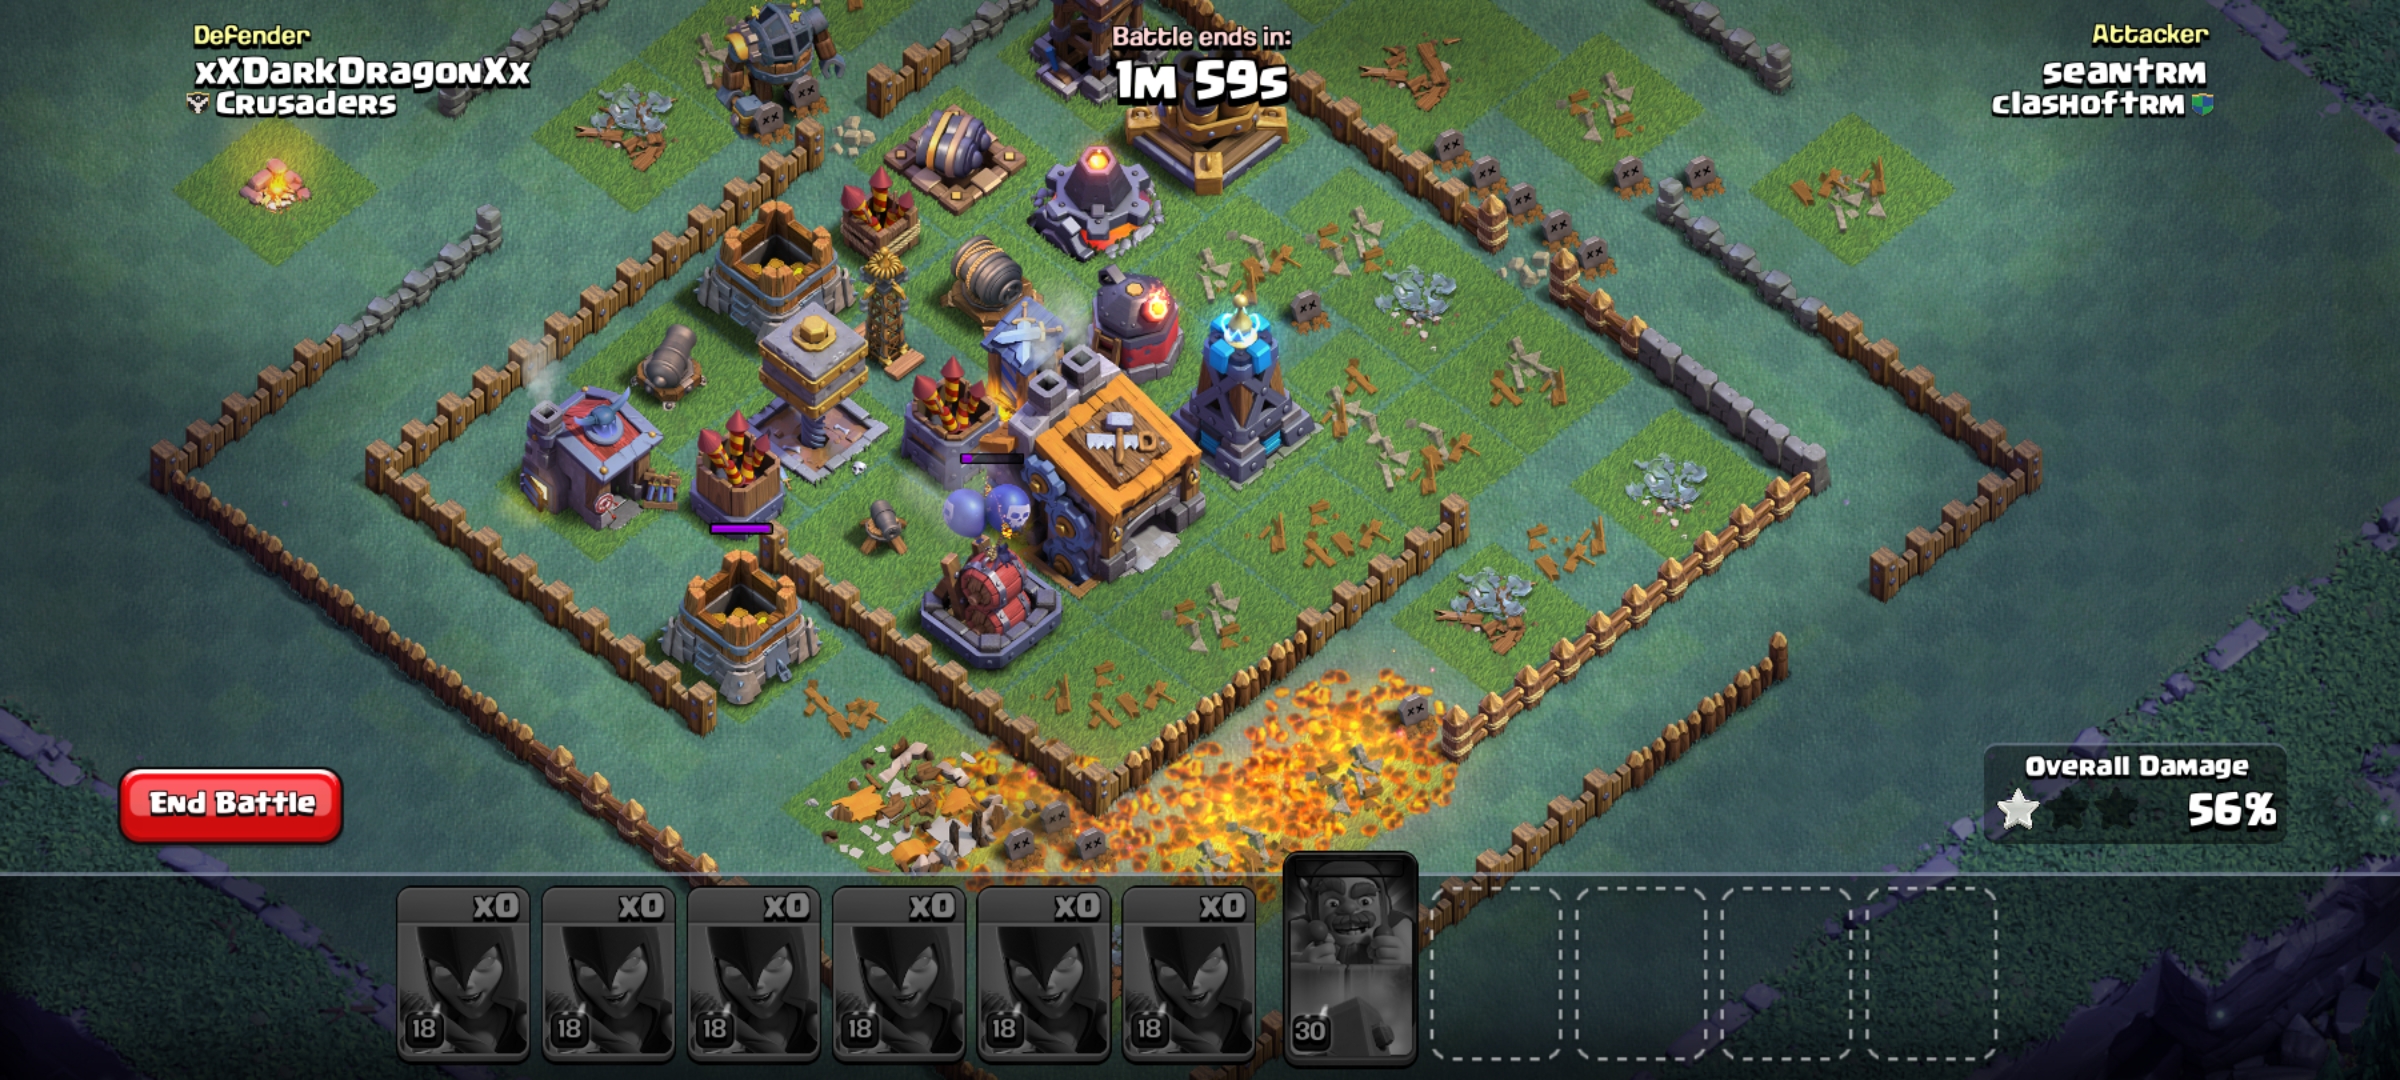 Defender
xXDarkDragonXx
Crusaders
Battle ends in:
1M 59s
Attacker
seantRM
clashoftRM
End Battle
Overall Damage
56%
x0
x0
x0
x0
x0
x0
18
18
18
18
18
18
30